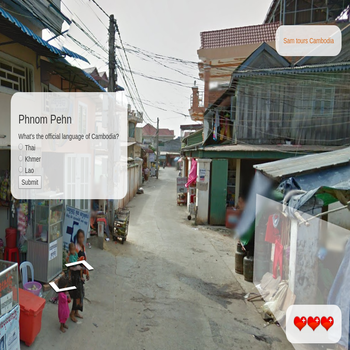 Sam tours Cambodia
Phnom Pehn
What's the official language of Cambodia?
Thai
Khmer
Lao
Submit